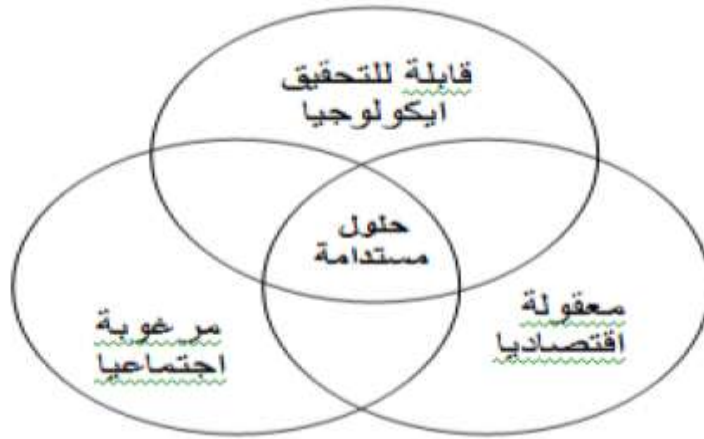 قابلة للتحقيق
ايكولوجيا
حلول
مستدامة
معقولة
اقتصاديا
مرغوبة
اجتماعيا